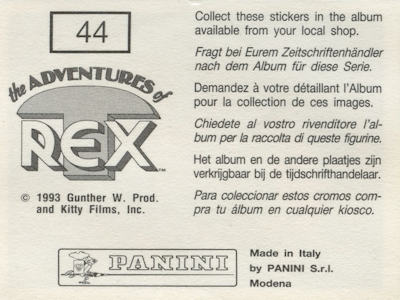 44
the ADVENTURES of
T
REX™
© 1993 Gunther W. Prod.
and Kitty Films, Inc.
Collect these stickers in the album
available from your local shop.
Fragt bei Eurem Zeitschriftenhändler
nach dem Album für diese Serie.
Demandez à votre détaillant l'Album
pour la collection de ces images.
Chiedete al vostro rivenditore l'al-
bum per la raccolta di queste figurine.
Het album en de andere plaatjes zijn
verkrijgbaar bij de tijdschrifthandelaar.
Para coleccionar estos cromos com-
pra tu álbum en cualquier kiosco.
PANINI
Made in Italy
by PANINI S.r.l.
Modena